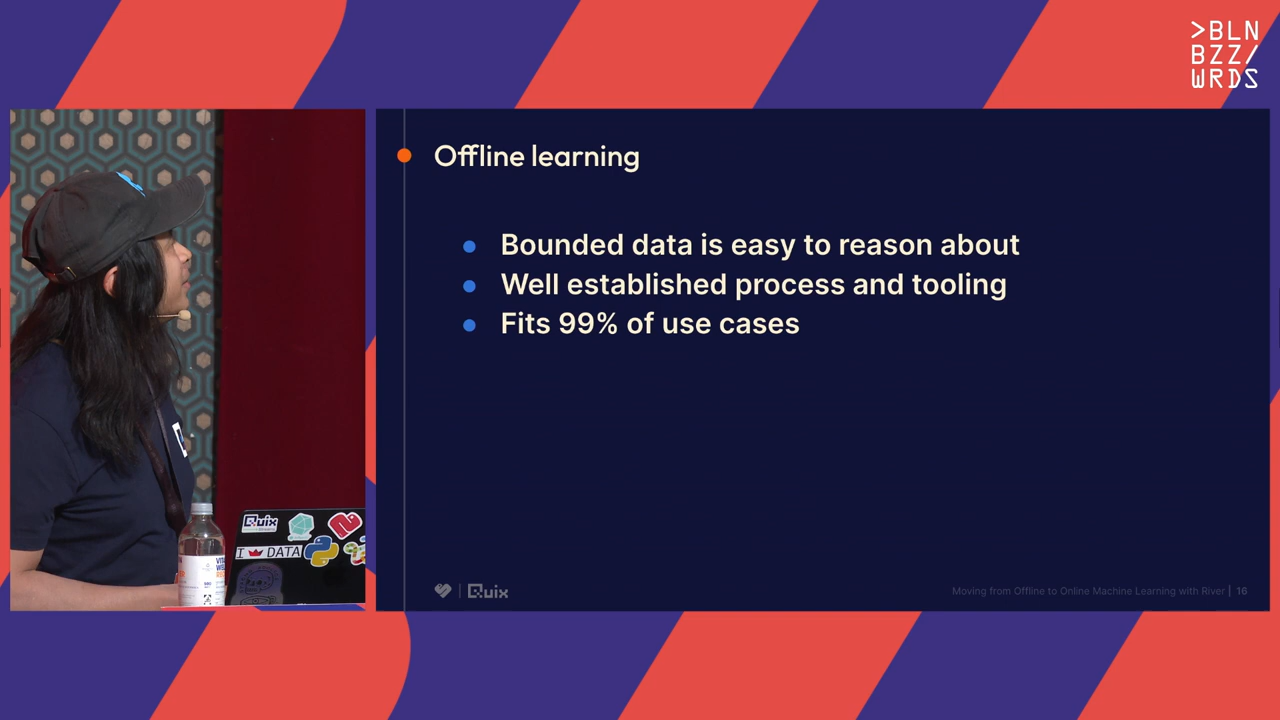 >BLN
BZZ/
WRDS
Offline learning
Bounded data is easy to reason about
Well established process and tooling
Fits 99% of use cases
Quix
I DATA
Quix
Moving from Offline to Online Machine Learning with River | 16